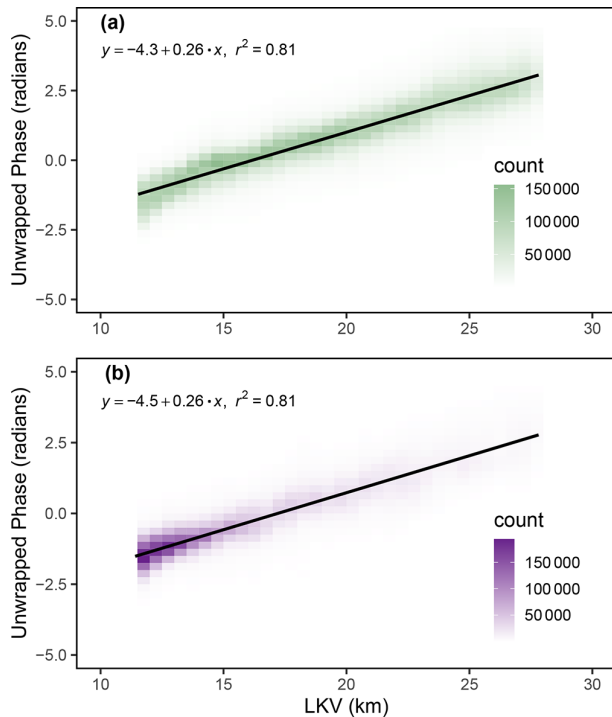 (a)
y = −4.3 + 0.26 · x, r² = 0.81
5.0
2.5
0.0
−2.5
−5.0
Unwrapped Phase (radians)
count
150 000
100 000
50 000
10 15 20 25 30
(b)
y = −4.5 + 0.26 · x, r² = 0.81
5.0
2.5
0.0
−2.5
−5.0
Unwrapped Phase (radians)
count
150 000
100 000
50 000
10 15 20 25 30
LKV (km)